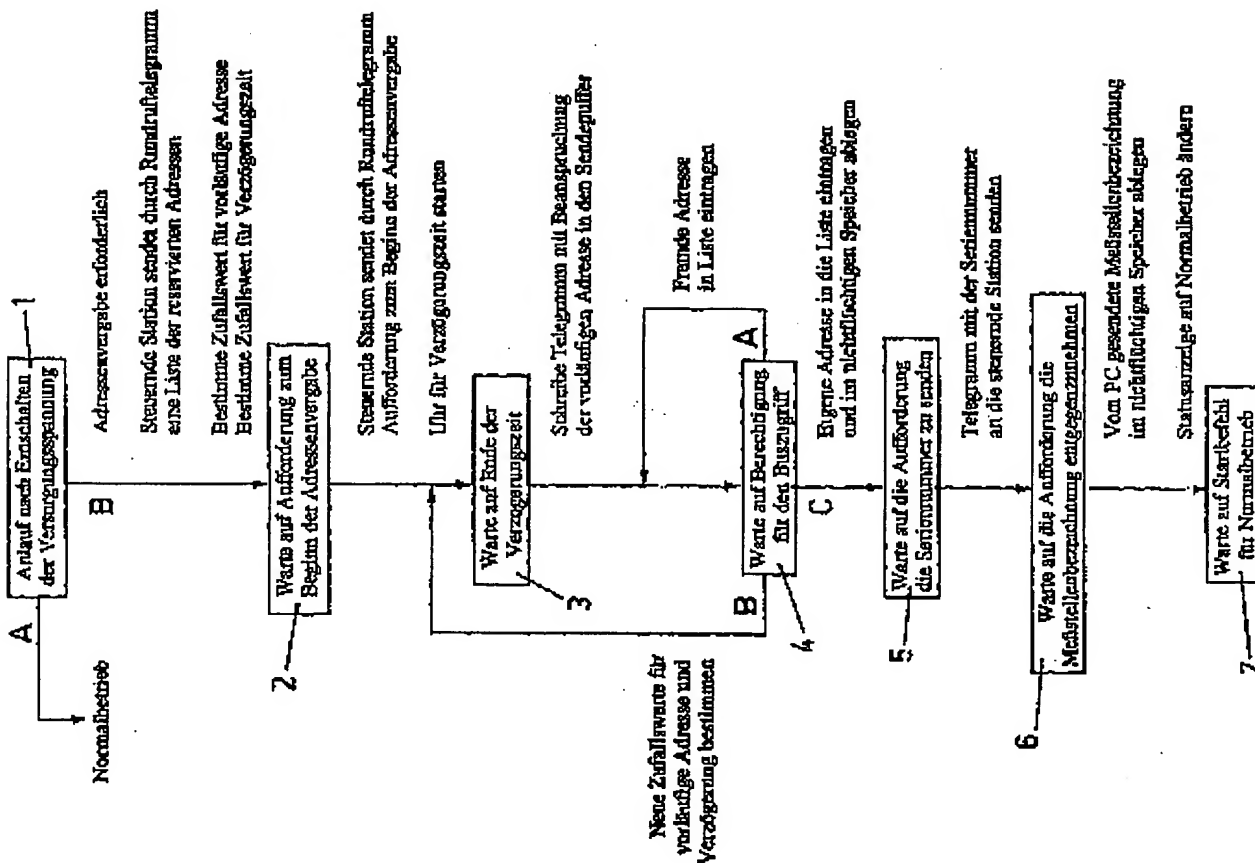 Anlauf nach Einschalten
der Versorgungsspannung
1
A
Normalbetrieb
B
Adressenvergabe erforderlich
Steuernde Station sendet durch Rundruftelegramm
eine Liste der reservierten Adressen
Bestimme Zufallswert für vorläufige Adresse
Bestimme Zufallswert für Verzögerungszeit
Warte auf Aufforderung zum
Beginn der Adressenvergabe
2
Steuernde Station sendet durch Rundruftelegramm
Aufforderung zum Beginn der Adressvergabe
Uhr für Verzögerungszeit starten
Warte auf Ende der
Verzögerungszeit
3
Schreibe Telegramm mit Beanspruchung
der vorläufigen Adresse in den Sendepuffer
Fremde Adresse
in Liste eintragen
A
Neue Zufallswerte für
vorläufige Adresse und
Verzögerung bestimmen
B
Warte auf Berechtigung
für den Buszugriff
4
C
Eigene Adresse in die Liste eintragen
und im nichtflüchtigen Speicher ablegen
Warte auf die Aufforderung
die Seriennummer zu senden
5
Telegramm mit der Seriennummer
an die steuernde Station senden
Warte auf die Aufforderung die
Meßstellenbezeichnung entgegenzunehmen
6
Vom PC gesendete Meßstellenbezeichnung
im nichtflüchtigen Speicher ablegen
Statusanzeige auf Normalbetrieb ändern
Warte auf Startbefehl
für Normalbetrieb
7